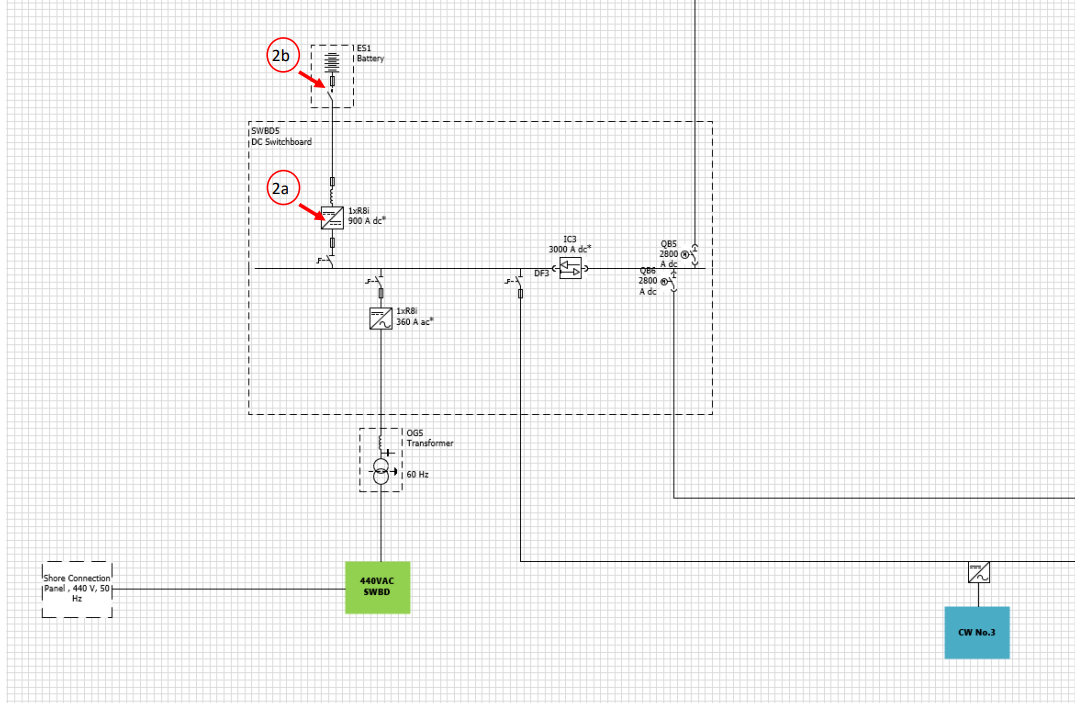 2b
ES1
Battery
SWBD5
DC Switchboard
2a
1xR8i
900 A dc*
IC3
3000 A dc*
DF3
QB5
2800
A dc
QB6
2800
A dc
1xR8i
360 A ac*
OG5
Transformer
60 Hz
Shore Connection
Panel , 440 V, 50
Hz
440VAC
SWBD
CW No.3